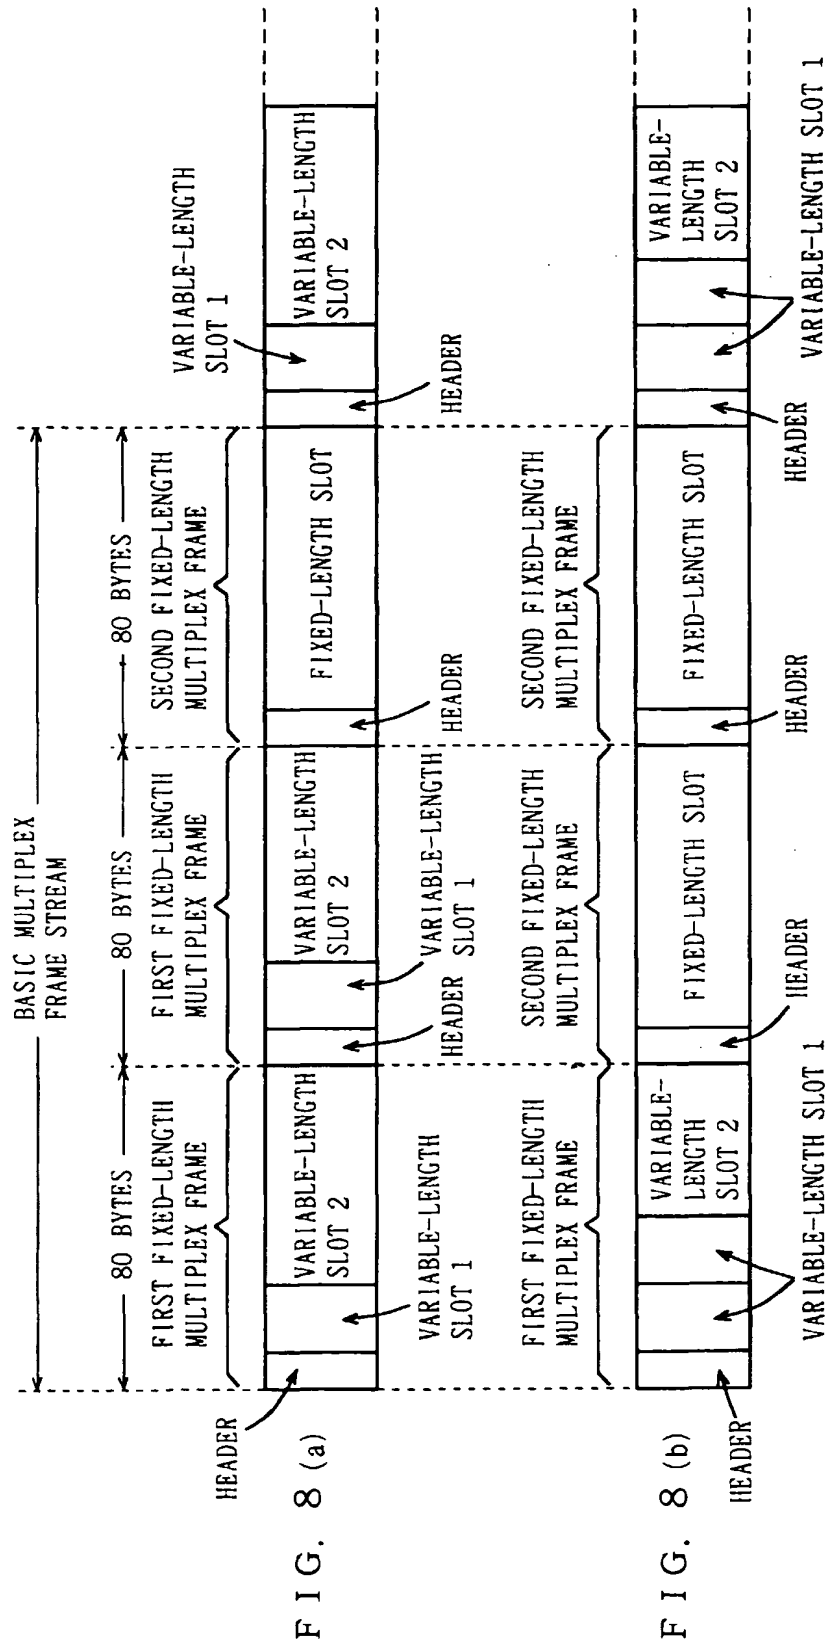 BASIC MULTIPLEX
FRAME STREAM
80 BYTES
80 BYTES
80 BYTES
FIRST FIXED-LENGTH
MULTIPLEX FRAME
FIRST FIXED-LENGTH
MULTIPLEX FRAME
SECOND FIXED-LENGTH
MULTIPLEX FRAME
VARIABLE-LENGTH
SLOT 1
HEADER
FIG. 8 (a)
VARIABLE-LENGTH
SLOT 2
VARIABLE-LENGTH
SLOT 2
FIXED-LENGTH SLOT
VARIABLE-LENGTH
SLOT 2
VARIABLE-LENGTH
SLOT 1
HEADER
VARIABLE-LENGTH
SLOT 1
HEADER
HEADER
FIRST FIXED-LENGTH
MULTIPLEX FRAME
SECOND FIXED-LENGTH
MULTIPLEX FRAME
SECOND FIXED-LENGTH
MULTIPLEX FRAME
FIG. 8 (b)
VARIABLE-
LENGTH
SLOT 2
FIXED-LENGTH SLOT
FIXED-LENGTH SLOT
VARIABLE-
LENGTH
SLOT 2
HEADER
VARIABLE-LENGTH SLOT 1
HEADER
HEADER
HEADER
VARIABLE-LENGTH SLOT 1